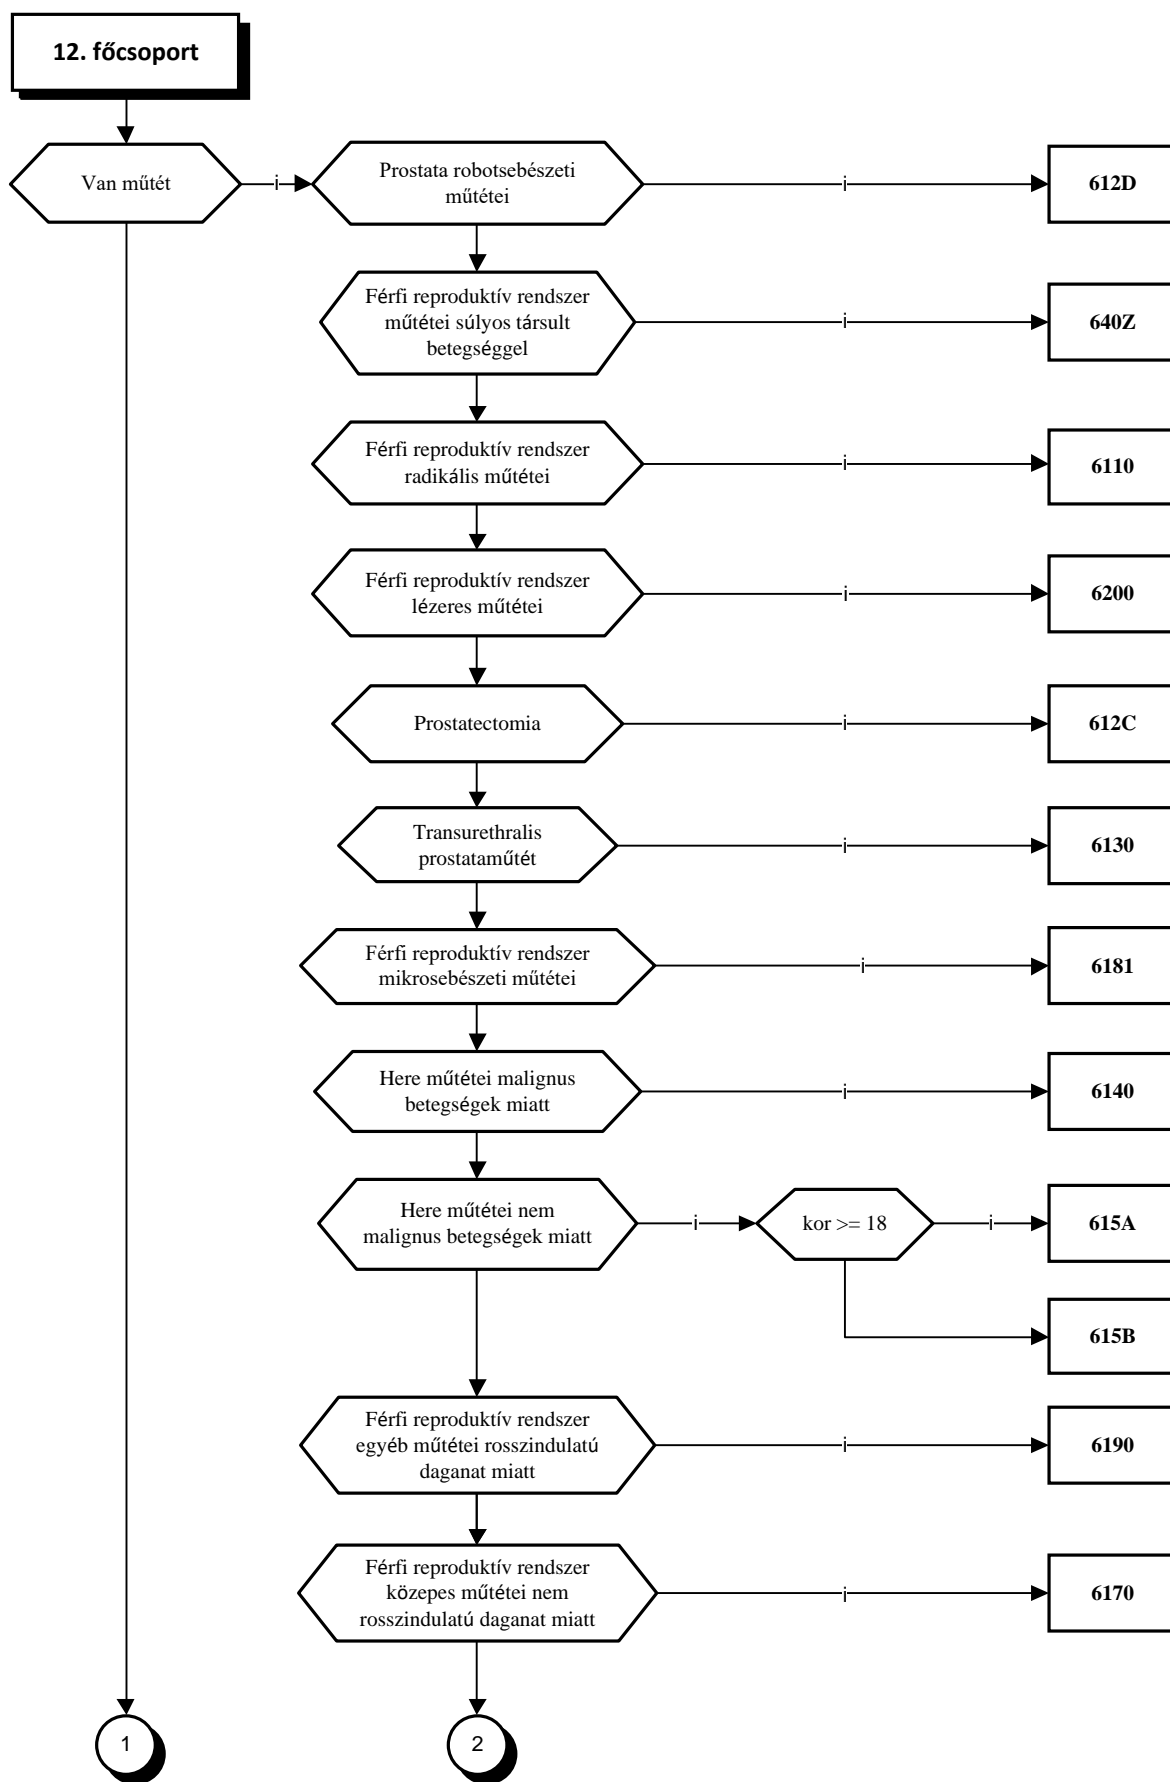 12. főcsoport
Van műtét
i
Prostata robotsebészeti
műtétei
i
612D
Férfi reproduktív rendszer
műtétei súlyos társult
betegséggel
i
640Z
Férfi reproduktív rendszer
radikális műtétei
i
6110
Férfi reproduktív rendszer
lézeres műtétei
i
6200
Prostatectomia
i
612C
Transurethralis
prostataműtét
i
6130
Férfi reproduktív rendszer
mikrosebészeti műtétei
i
6181
Here műtétei malignus
betegségek miatt
i
6140
Here műtétei nem
malignus betegségek miatt
i
kor >= 18
i
615A
615B
Férfi reproduktív rendszer
egyéb műtétei rosszindulatú
daganat miatt
i
6190
Férfi reproduktív rendszer
közepes műtétei nem
rosszindulatú daganat miatt
i
6170
1
2